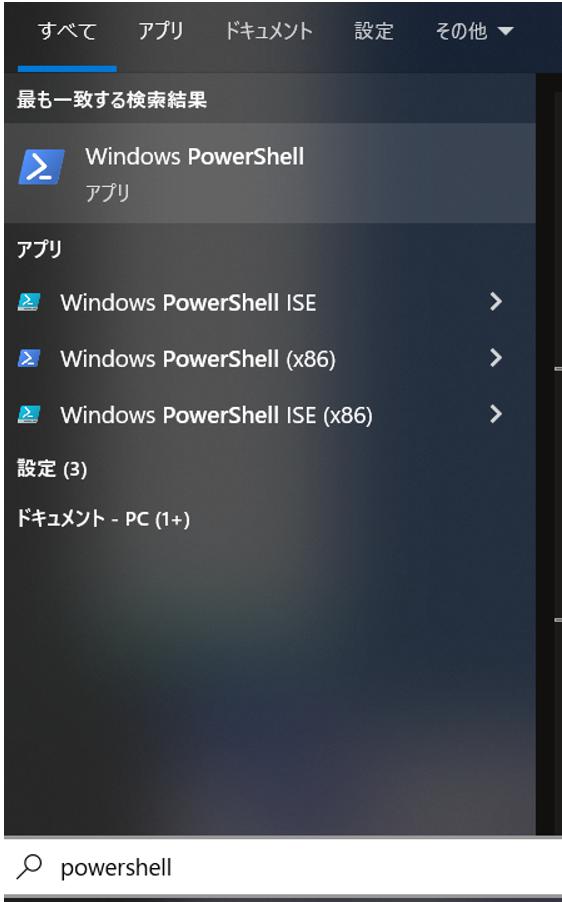 すべて アプリ ドキュメント 設定 その他
最も一致する検索結果
Windows PowerShell
アプリ
アプリ
Windows PowerShell ISE
Windows PowerShell (x86)
Windows PowerShell ISE (x86)
設定 (3)
ドキュメント - PC (1+)
powershell